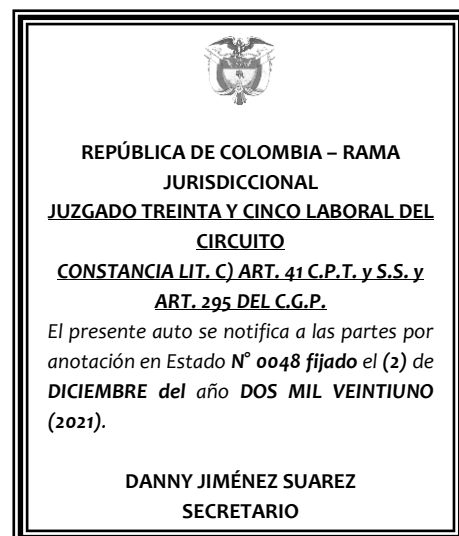 REPÚBLICA DE COLOMBIA – RAMA
JURISDICCIONAL
JUZGADO TREINTA Y CINCO LABORAL DEL
CIRCUITO
CONSTANCIA LIT. C) ART. 41 C.P.T. y S.S. y
ART. 295 DEL C.G.P.
El presente auto se notifica a las partes por
anotación en Estado N° 0048 fijado el (2) de
DICIEMBRE del año DOS MIL VEINTIUNO
(2021).
DANNY JIMÉNEZ SUAREZ
SECRETARIO